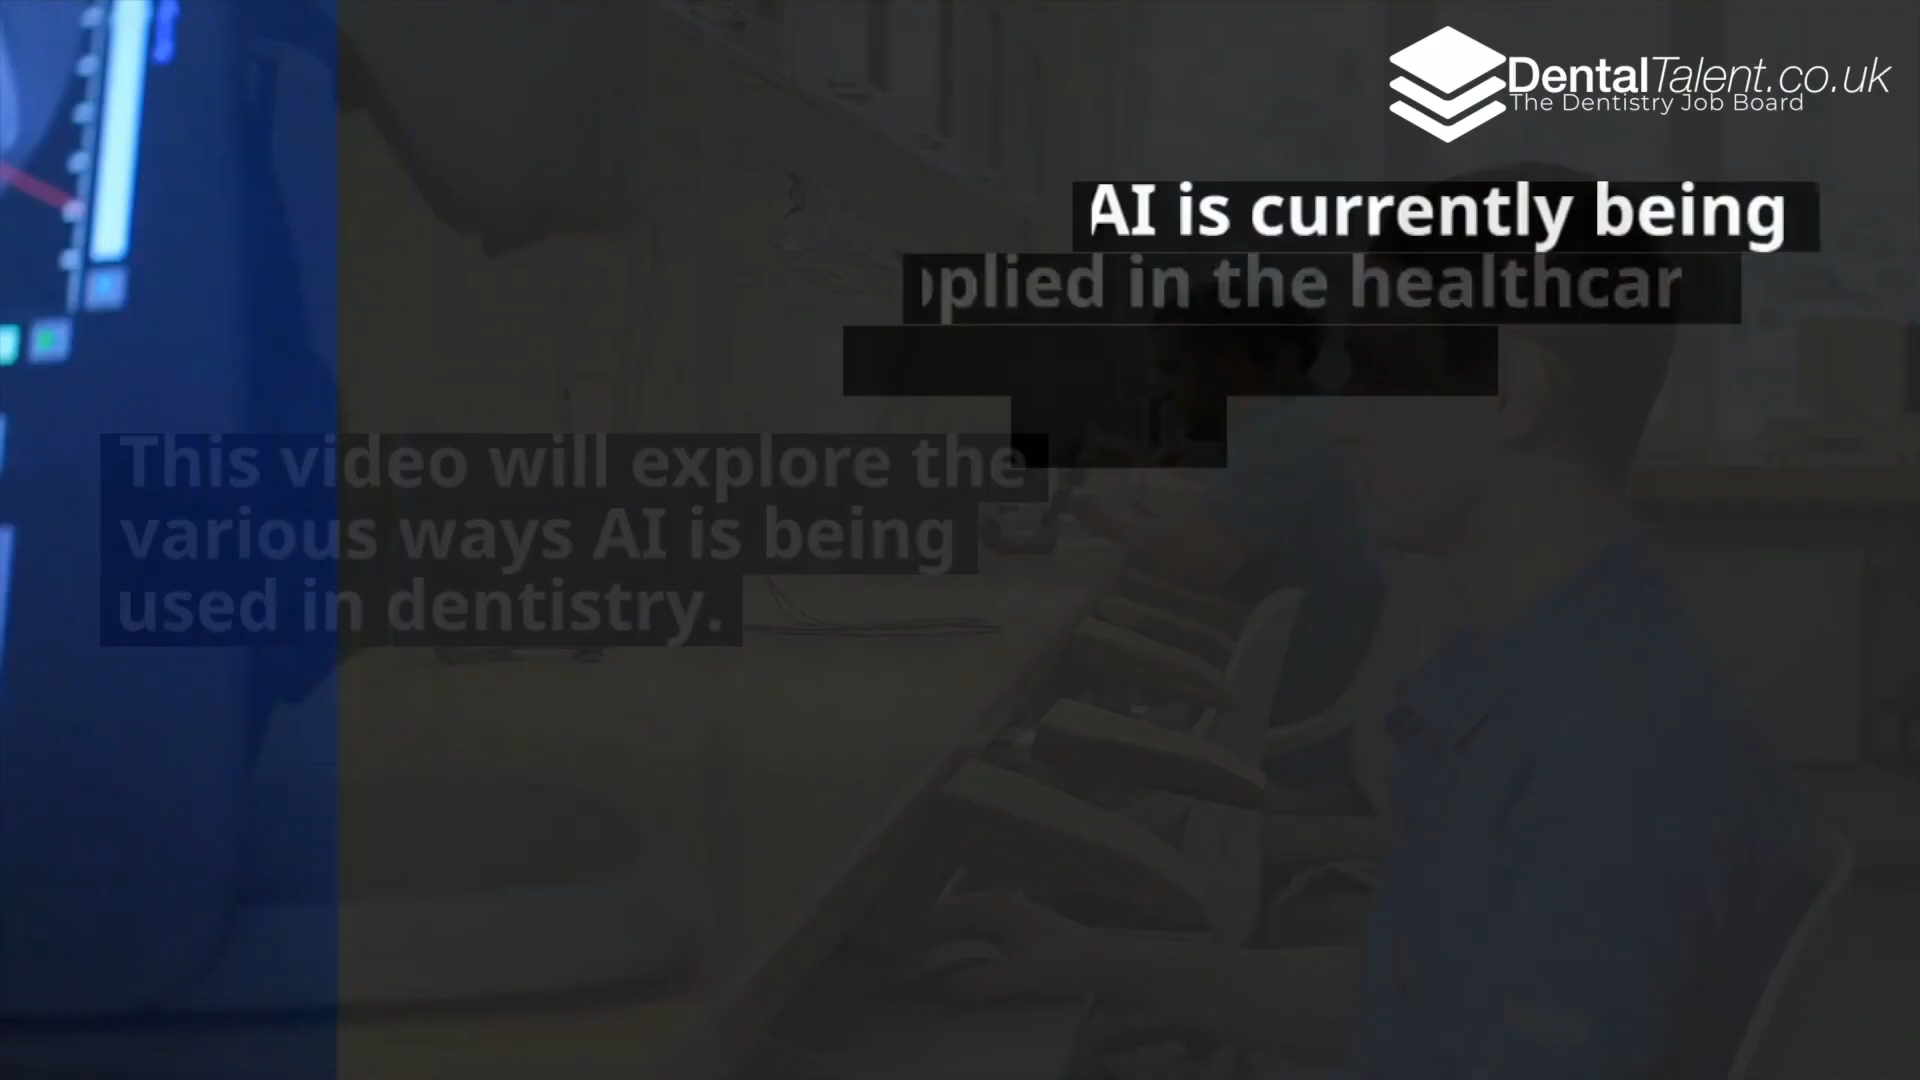 DentalTalent.co.uk
The Dentistry Job Board
AI is currently being
plied in the healthcar
This video will explore the
various ways AI is being
used in dentistry.